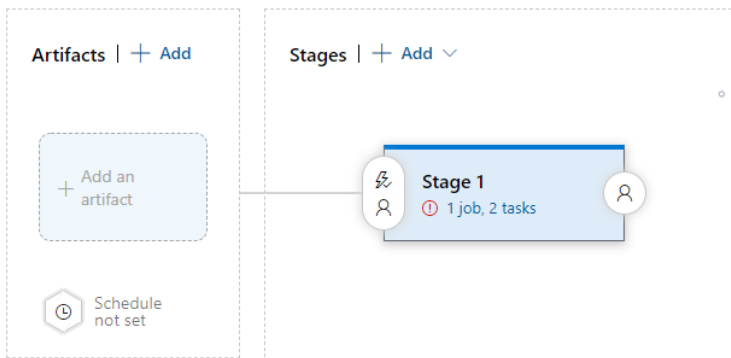 Artifacts | + Add
Stages | + Add
Add an
artifact
Stage 1
1 job, 2 tasks
Schedule
not set